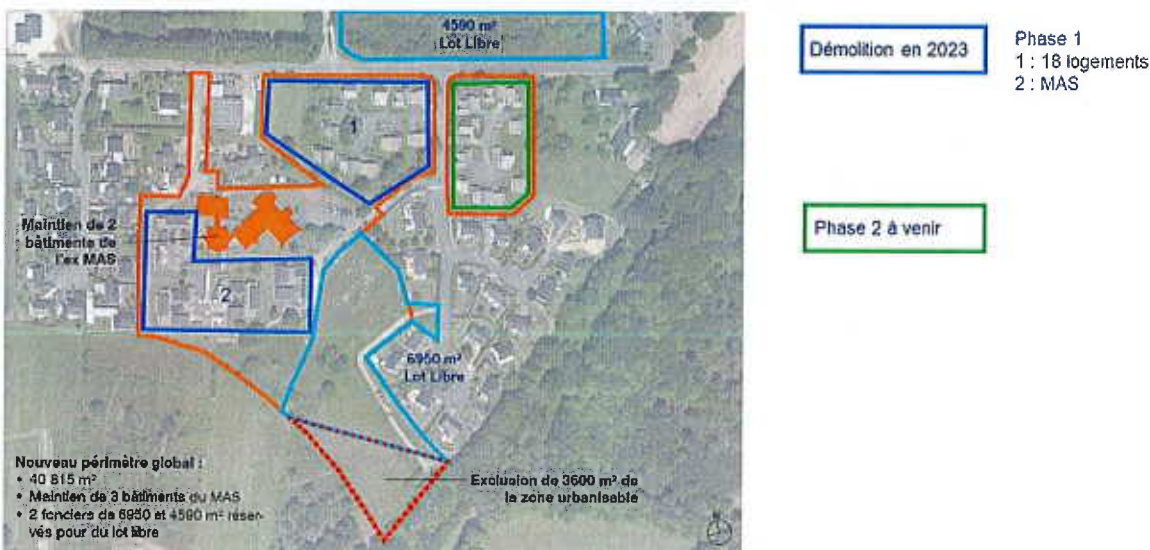 4590 m²
Lot Libre
Démolition en 2023
Phase 1
1 : 18 logements
2 : MAS
1
Phase 2 à venir
Maintien de 2
bâtiments de
l'ex MAS
2
6950 m²
Lot Libre
Nouveau périmètre global :
• 40 815 m²
• Maintien de 3 bâtiments du MAS
• 2 fonciers de 6950 et 4590 m² réser-
vés pour du lot libre
Exclusion de 3600 m² de
la zone urbanisable
N